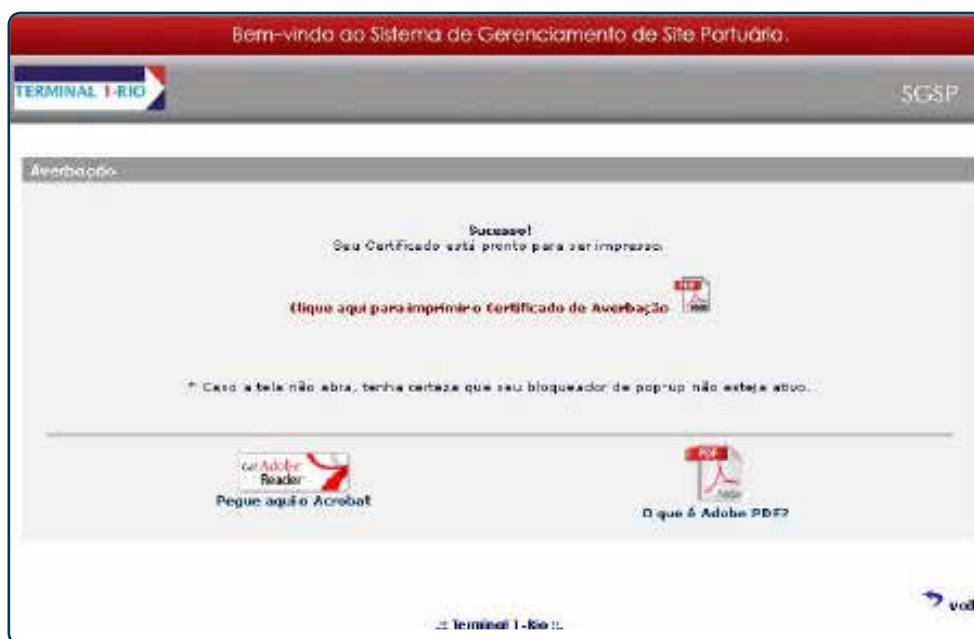 Bem-vindo ao Sistema de Gerenciamento de Site Portuário.
TERMINAL 1-RIO
SGSP
Averbação
Sucesso!
Seu Certificado está pronto para ser impresso.
Clique aqui para imprimir o Certificado de Averbação
PDF
Adobe
* Caso a tela não abra, tenha certeza que seu bloqueador de pop-up não esteja ativo.
Get Adobe
Reader
Pegue aqui o Acrobat
PDF
Adobe
O que é Adobe PDF?
.:: Terminal 1-Rio ::.